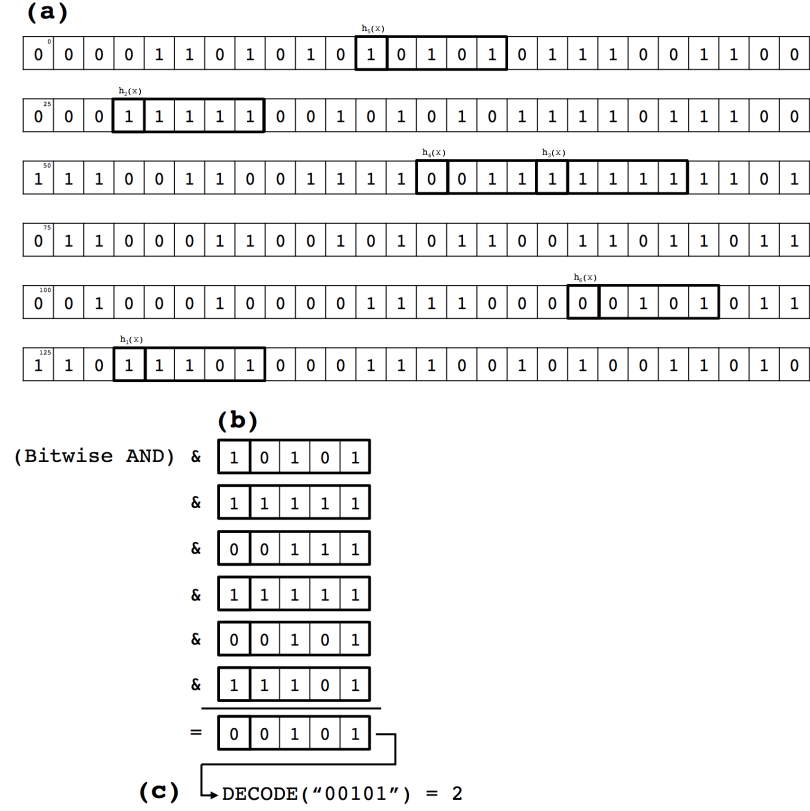 (a)
h₅(x)
0
0 0 0 0 1 1 0 1 0 1 0 1 0 1 0 1 0 1 1 1 0 0 1 1 0 0
h₂(x)
25
0 0 0 1 1 1 1 1 0 0 1 0 1 0 1 0 1 1 1 1 0 1 1 1 0 0
h₄(x) h₃(x)
50
1 1 1 0 0 1 1 0 0 1 1 1 1 0 0 1 1 1 1 1 1 1 1 1 0 1
75
0 1 1 0 0 0 1 1 0 0 1 0 1 0 1 1 0 0 1 1 0 1 1 0 1 1
h₆(x)
100
0 0 1 0 0 0 1 0 0 0 0 1 1 1 1 0 0 0 0 0 1 0 1 0 1 1
h₁(x)
125
1 1 0 1 1 1 0 1 0 0 0 1 1 1 0 0 1 0 1 0 0 1 1 0 1 0
(b)
(Bitwise AND) & 1 0 1 0 1
& 1 1 1 1 1
& 0 0 1 1 1
& 1 1 1 1 1
& 0 0 1 0 1
& 1 1 1 0 1
= 0 0 1 0 1
(c) DECODE("00101") = 2